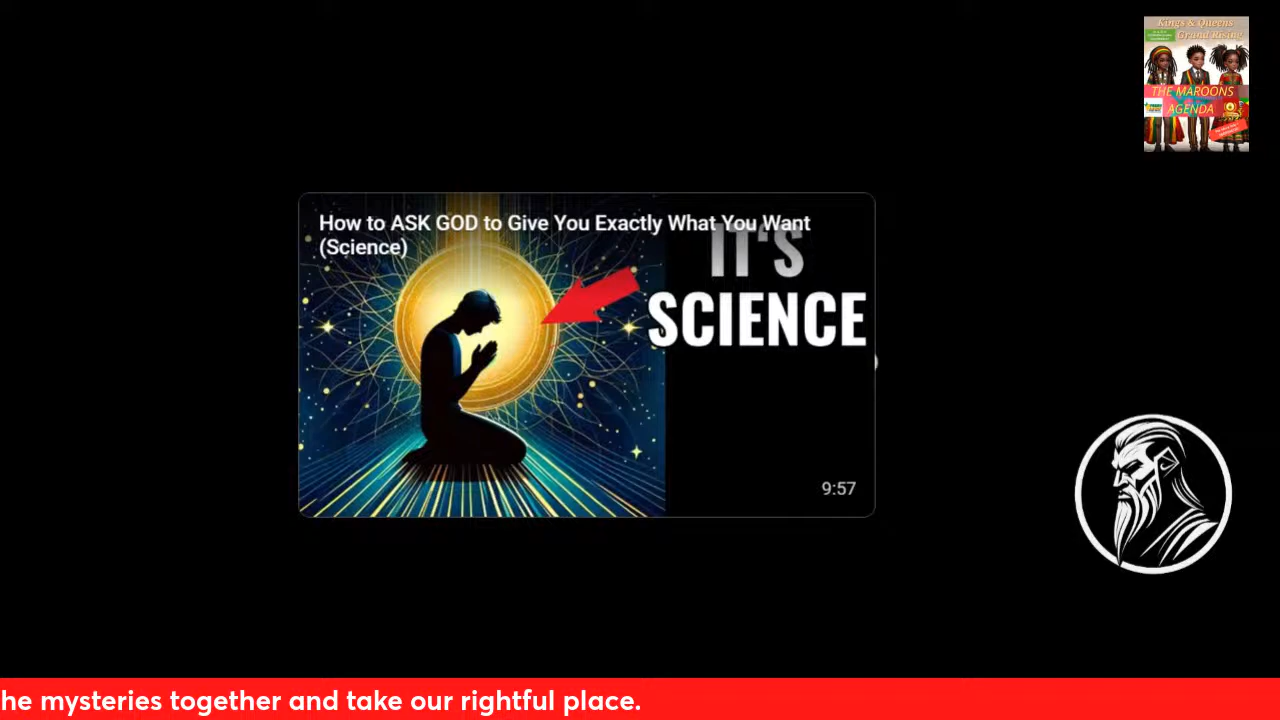 Kings & Queens
Grand Rising
THE MAROONS
AGENDA
How to ASK GOD to Give You Exactly What You Want
(Science)
IT'S
SCIENCE
9:57
he mysteries together and take our rightful place.